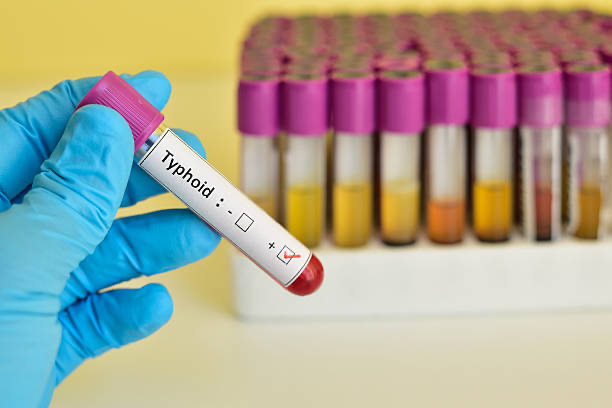 Typhoid : - ☐
+ ☑